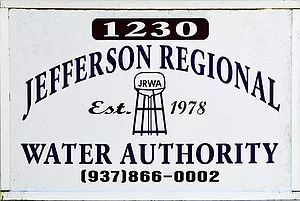 1230
JEFFERSON REGIONAL
JRWA
Est. 1978
WATER AUTHORITY
(937)866-0002